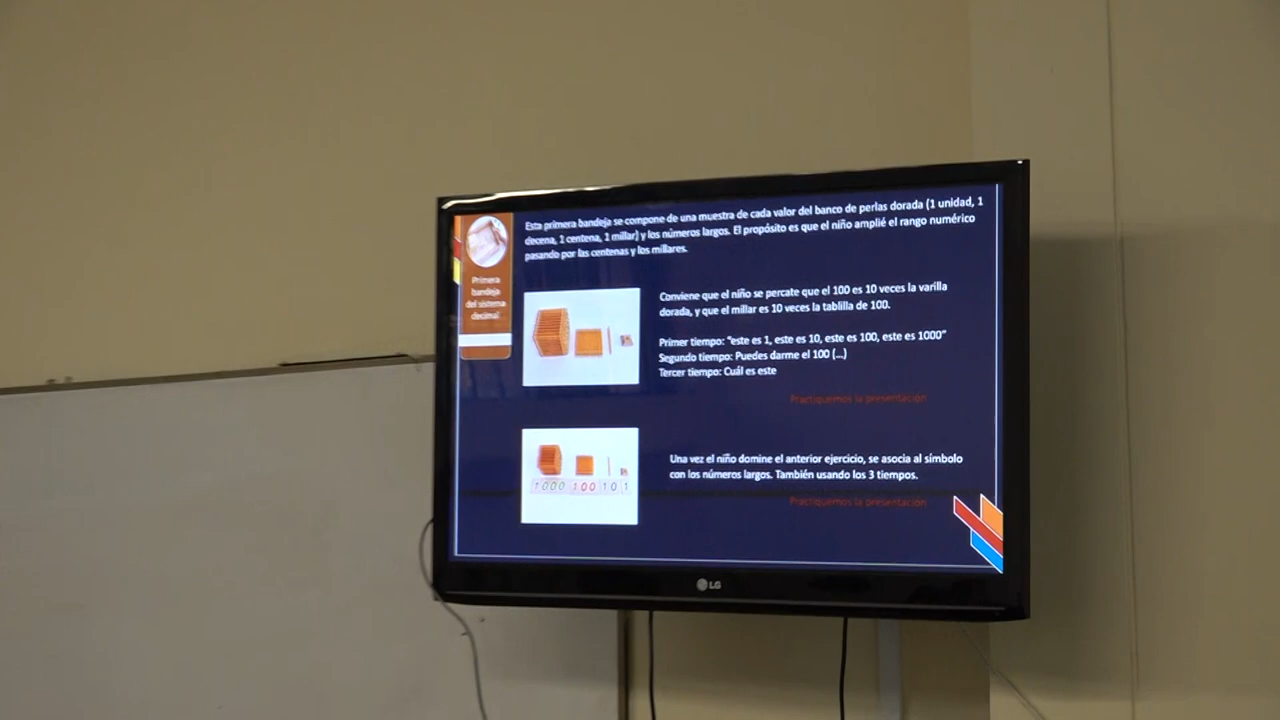 Esta primera bandeja se compone de una muestra de cada valor del banco de perlas dorada (1 unidad, 1
decena, 1 centena, 1 millar) y los números largos. El propósito es que el niño amplié el rango numérico
pasando por las centenas y los millares.
Primera
bandeja
del sistema
decimal
Conviene que el niño se percate que el 100 es 10 veces la varilla
dorada, y que el millar es 10 veces la tablilla de 100.
Primer tiempo: "este es 1, este es 10, este es 100, este es 1000"
Segundo tiempo: Puedes darme el 100 (...)
Tercer tiempo: Cuál es este
Practiquemos la presentación
Una vez el niño domine el anterior ejercicio, se asocia al símbolo
con los números largos. También usando los 3 tiempos.
1000 100 10 1
Practiquemos la presentación
LG